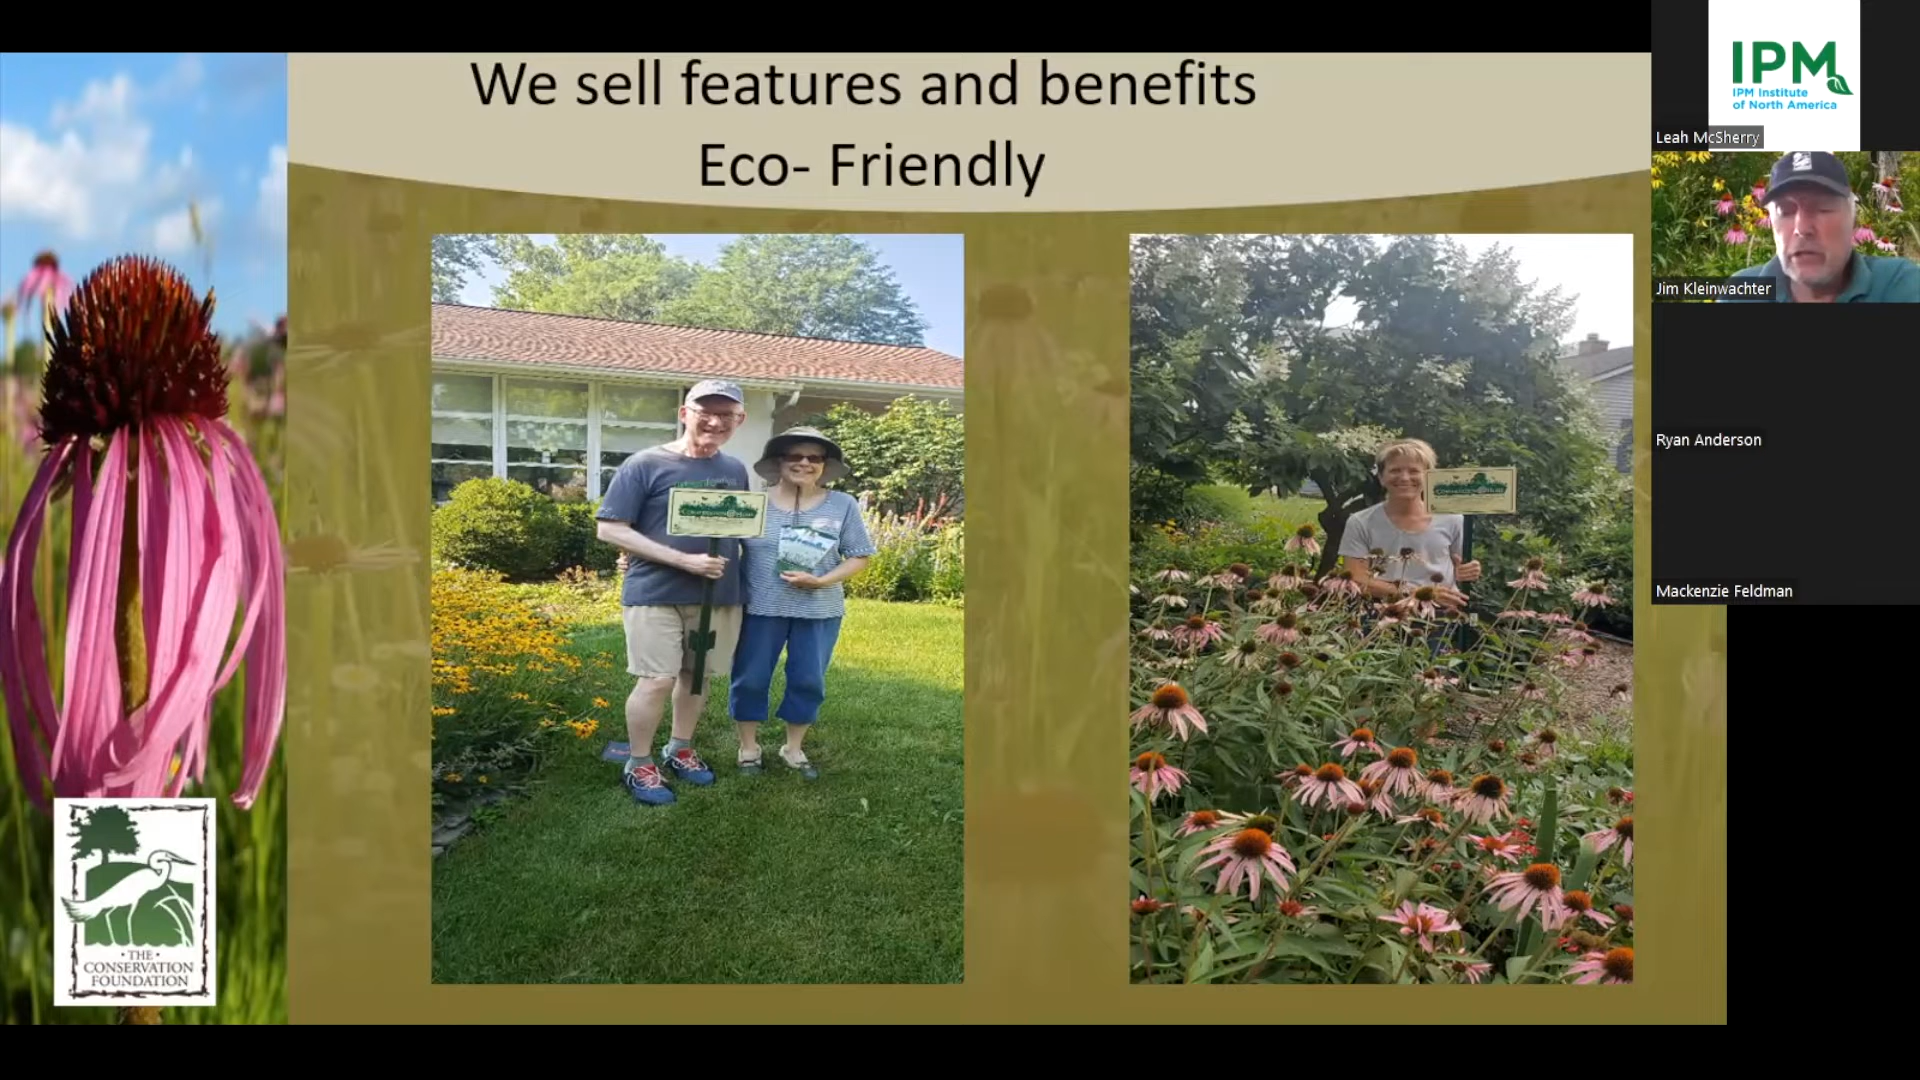 We sell features and benefits
Eco- Friendly
IPM
IPM Institute
of North America
Leah McSherry
Jim Kleinwachter
Ryan Anderson
Mackenzie Feldman
· THE ·
CONSERVATION
FOUNDATION